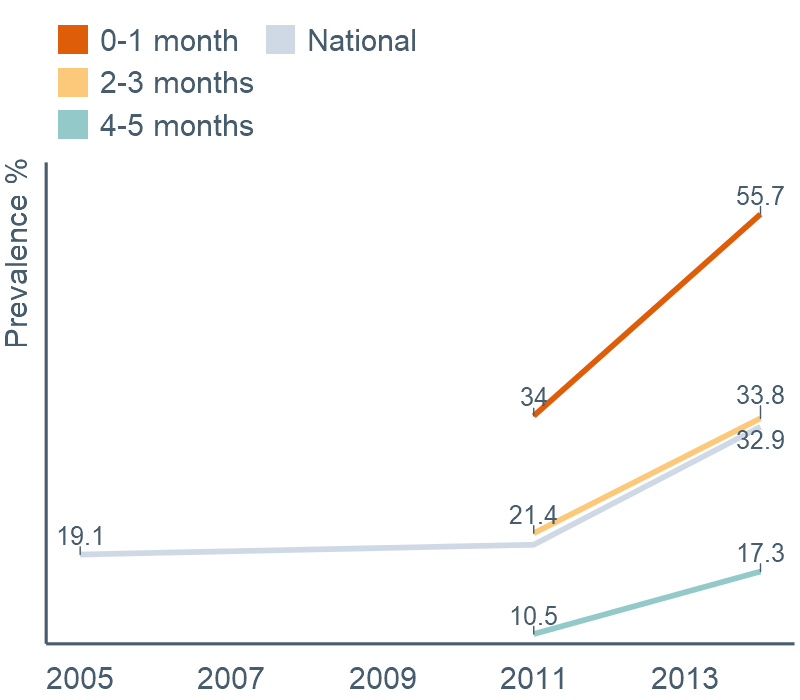 0-1 month National
2-3 months
4-5 months
Prevalence %
55.7
34
33.8
32.9
21.4
19.1
17.3
10.5
2005 2007 2009 2011 2013